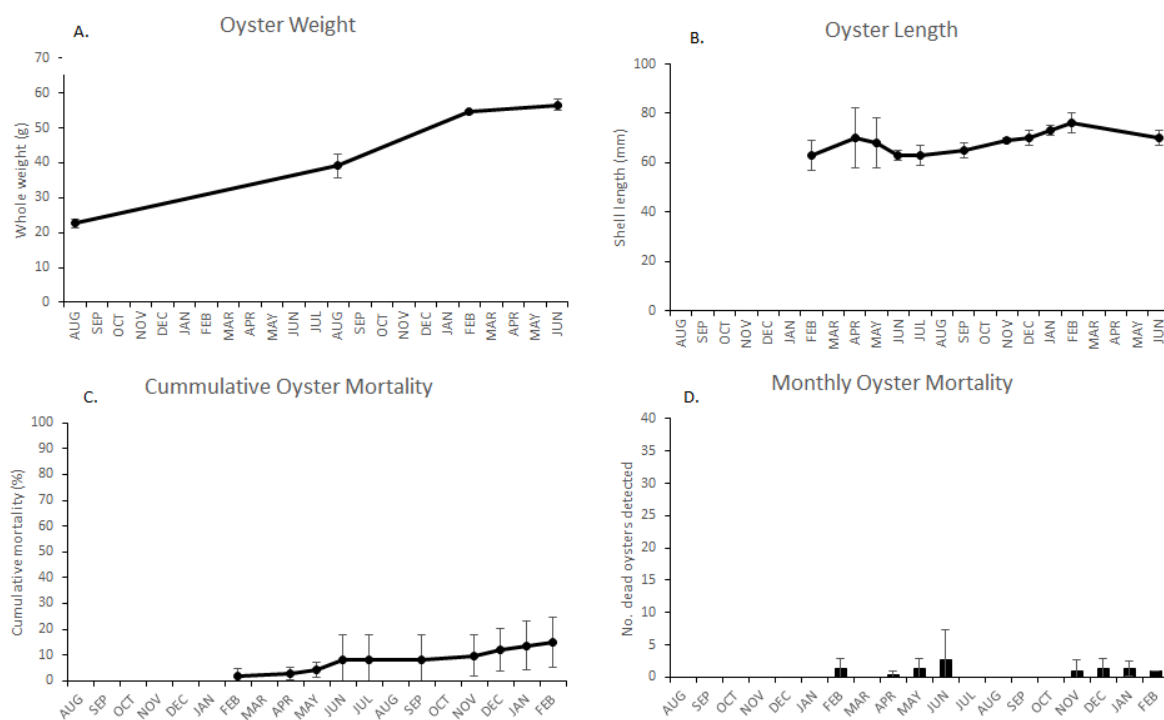 A.
Oyster Weight
Whole weight (g)
70
60
50
40
30
20
10
0
AUG SEP OCT NOV DEC JAN FEB MAR APR MAY JUN JUL AUG OCT NOV DEC JAN FEB MAR APR MAY JUN
B.
Oyster Length
Shell length (mm)
100
80
60
40
20
0
AUG SEP OCT NOV DEC JAN FEB APR MAY JUN JUL AUG SEP OCT NOV DEC JAN FEB MAR APR MAY JUN
C.
Cummulative Oyster Mortality
Cumulative mortality (%)
100
90
80
70
60
50
40
30
20
10
0
AUG SEP OCT NOV DEC JAN FEB MAR APR MAY JUN JUL AUG SEP OCT NOV DEC JAN FEB
D.
Monthly Oyster Mortality
No. dead oysters detected
40
35
30
25
20
15
10
5
0
AUG SEP OCT NOV DEC JAN FEB MAR APR MAY JUN JUL AUG SEP OCT NOV DEC JAN FEB